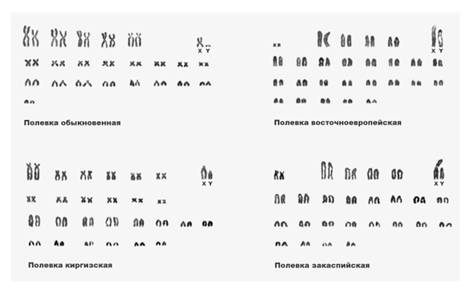 X Y
X Y
Полевка обыкновенная
Полевка восточноевропейская
X Y
X Y
Полевка киргизская
Полевка закаспийская